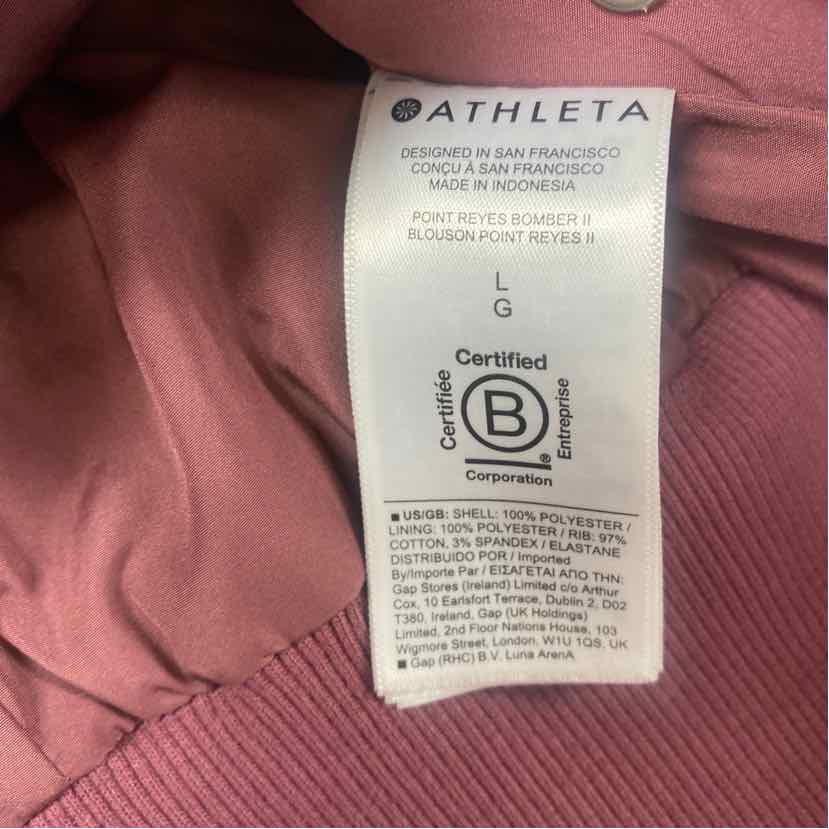 ATHLETA
DESIGNED IN SAN FRANCISCO
CONÇU À SAN FRANCISCO
MADE IN INDONESIA
POINT REYES BOMBER II
BLOUSON POINT REYES II
L
G
Certified
Certifiée
B
Entreprise
®
Corporation
■ US/GB: SHELL: 100% POLYESTER /
LINING: 100% POLYESTER / RIB: 97%
COTTON, 3% SPANDEX / ELASTANE
DISTRIBUIDO POR / Imported
By/Importe Par / ΕΙΣΑΓΕΤΑΙ ΑΠΟ ΤΗΝ:
Gap Stores (Ireland) Limited c/o Arthur
Cox, 10 Earlsfort Terrace, Dublin 2, D02
T380, Ireland, Gap (UK Holdings)
Limited, 2nd Floor Nations House, 103
Wigmore Street, London, W1U 1QS, UK
■ Gap (RHC) B.V. Luna ArenA